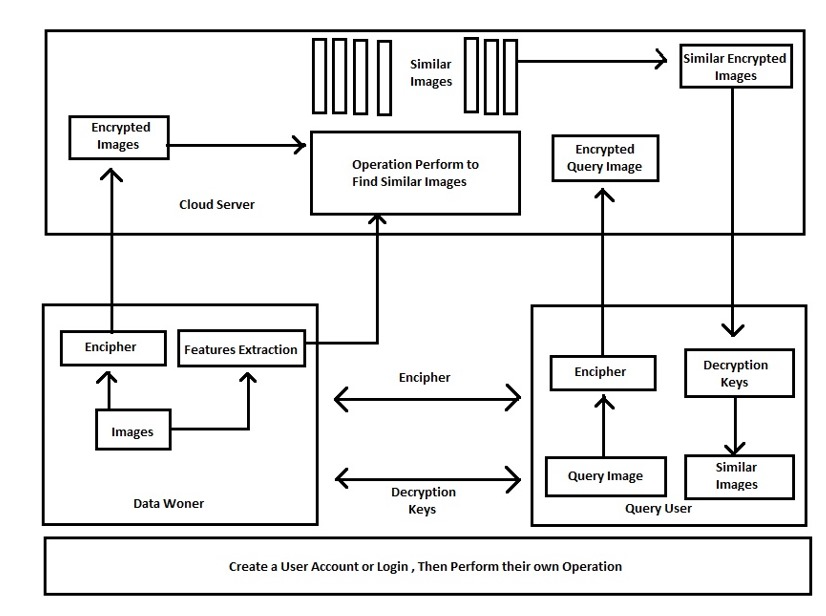 Similar
Images
Similar Encrypted
Images
Encrypted
Images
Operation Perform to
Find Similar Images
Encrypted
Query Image
Cloud Server
Encipher
Features Extraction
Images
Data Woner
Encipher
Decryption
Keys
Encipher
Decryption
Keys
Query Image
Similar
Images
Query User
Create a User Account or Login , Then Perform their own Operation